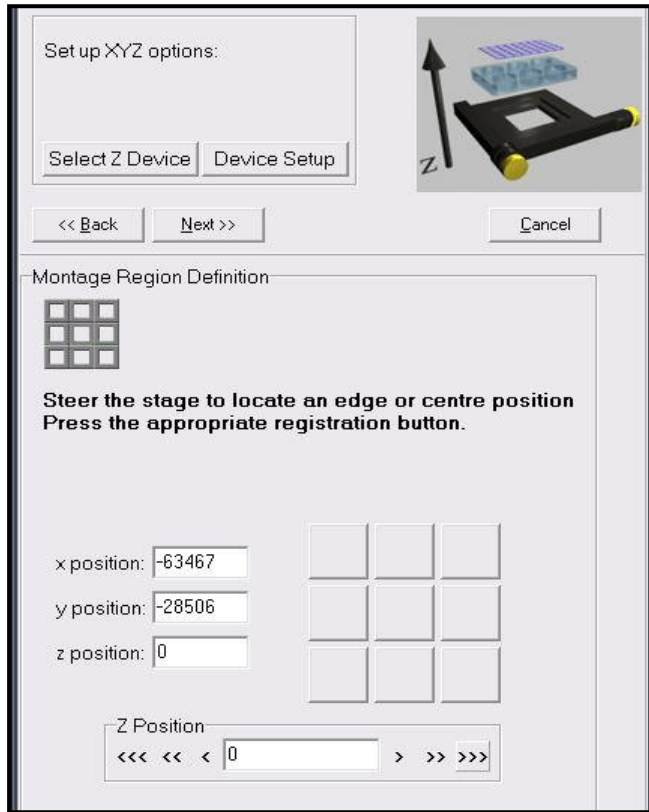 Set up XYZ options:
Select Z Device Device Setup
Z
<< Back Next >> Cancel
Montage Region Definition
Steer the stage to locate an edge or centre position
Press the appropriate registration button.
x position: -63467
y position: -28506
z position: 0
Z Position
<<< << < 0 > >> >>>